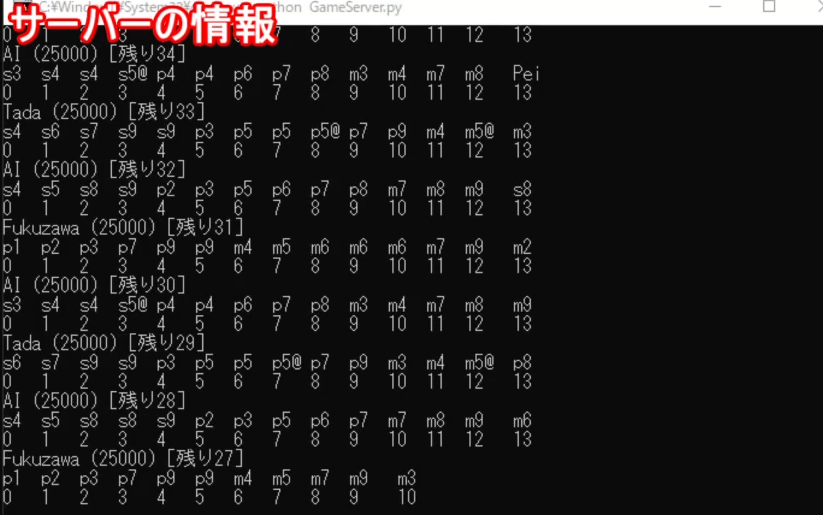 サーバーの情報
C:¥Windows¥System32¥ python GameServer.py
0 1 2 3 4 5 6 7 8 9 10 11 12 13
AI (25000) [残り34]
s3 s4 s4 s5@ p4 p4 p6 p7 p8 m3 m4 m7 m8 Pei
0 1 2 3 4 5 6 7 8 9 10 11 12 13
Tada (25000) [残り33]
s4 s6 s7 s9 s9 p3 p5 p5 p5@ p7 p9 m4 m5@ m3
0 1 2 3 4 5 6 7 8 9 10 11 12 13
AI (25000) [残り32]
s4 s5 s8 s9 p2 p3 p5 p6 p7 p8 m7 m8 m9 s8
0 1 2 3 4 5 6 7 8 9 10 11 12 13
Fukuzawa (25000) [残り31]
p1 p2 p3 p7 p9 p9 m4 m5 m6 m6 m6 m7 m9 m2
0 1 2 3 4 5 6 7 8 9 10 11 12 13
AI (25000) [残り30]
s3 s4 s4 s5@ p4 p4 p6 p7 p8 m3 m4 m7 m8 m9
0 1 2 3 4 5 6 7 8 9 10 11 12 13
Tada (25000) [残り29]
s6 s7 s9 s9 p3 p5 p5 p5@ p7 p9 m3 m4 m5@ p8
0 1 2 3 4 5 6 7 8 9 10 11 12 13
AI (25000) [残り28]
s4 s5 s8 s8 s9 p2 p3 p5 p6 p7 m7 m8 m9 m6
0 1 2 3 4 5 6 7 8 9 10 11 12 13
Fukuzawa (25000) [残り27]
p1 p2 p3 p7 p9 p9 m4 m5 m7 m9 m3
0 1 2 3 4 5 6 7 8 9 10